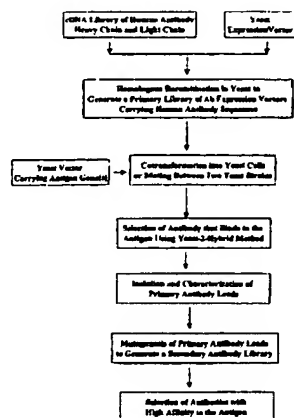 cDNA Library of Human Antibody
Heavy Chain and Light Chain
Yeast
Expression Vector
Homologous Recombination in Yeast to
Generate a Primary Library of Ab Expression Vectors
Carrying Human Antibody Sequences
Yeast Vector
Carrying Antigen Gene(s)
Cotransformation into Yeast Cells
or Mating Between Two Yeast Strains
Selection of Antibody that Binds to the
Antigen Using Yeast-2-Hybrid Method
Isolation and Characterization of
Primary Antibody Leads
Mutagenesis of Primary Antibody Leads
to Generate a Secondary Antibody Library
Selection of Antibodies with
High Affinity to the Antigen